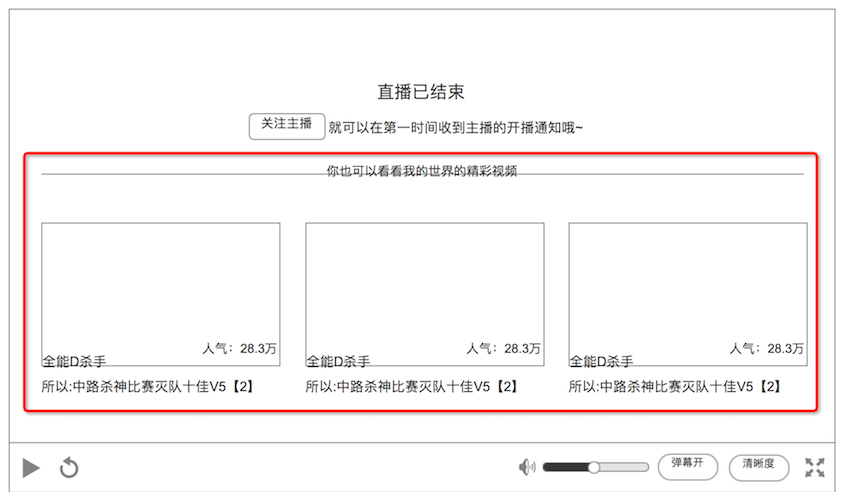 直播已结束
关注主播 就可以在第一时间收到主播的开播通知哦~
你也可以看看我的世界的精彩视频
人气：28.3万 人气：28.3万 人气：28.3万
全能D杀手 全能D杀手 全能D杀手
所以:中路杀神比赛灭队十佳V5【2】 所以:中路杀神比赛灭队十佳V5【2】 所以:中路杀神比赛灭队十佳V5【2】
弹幕开 清晰度